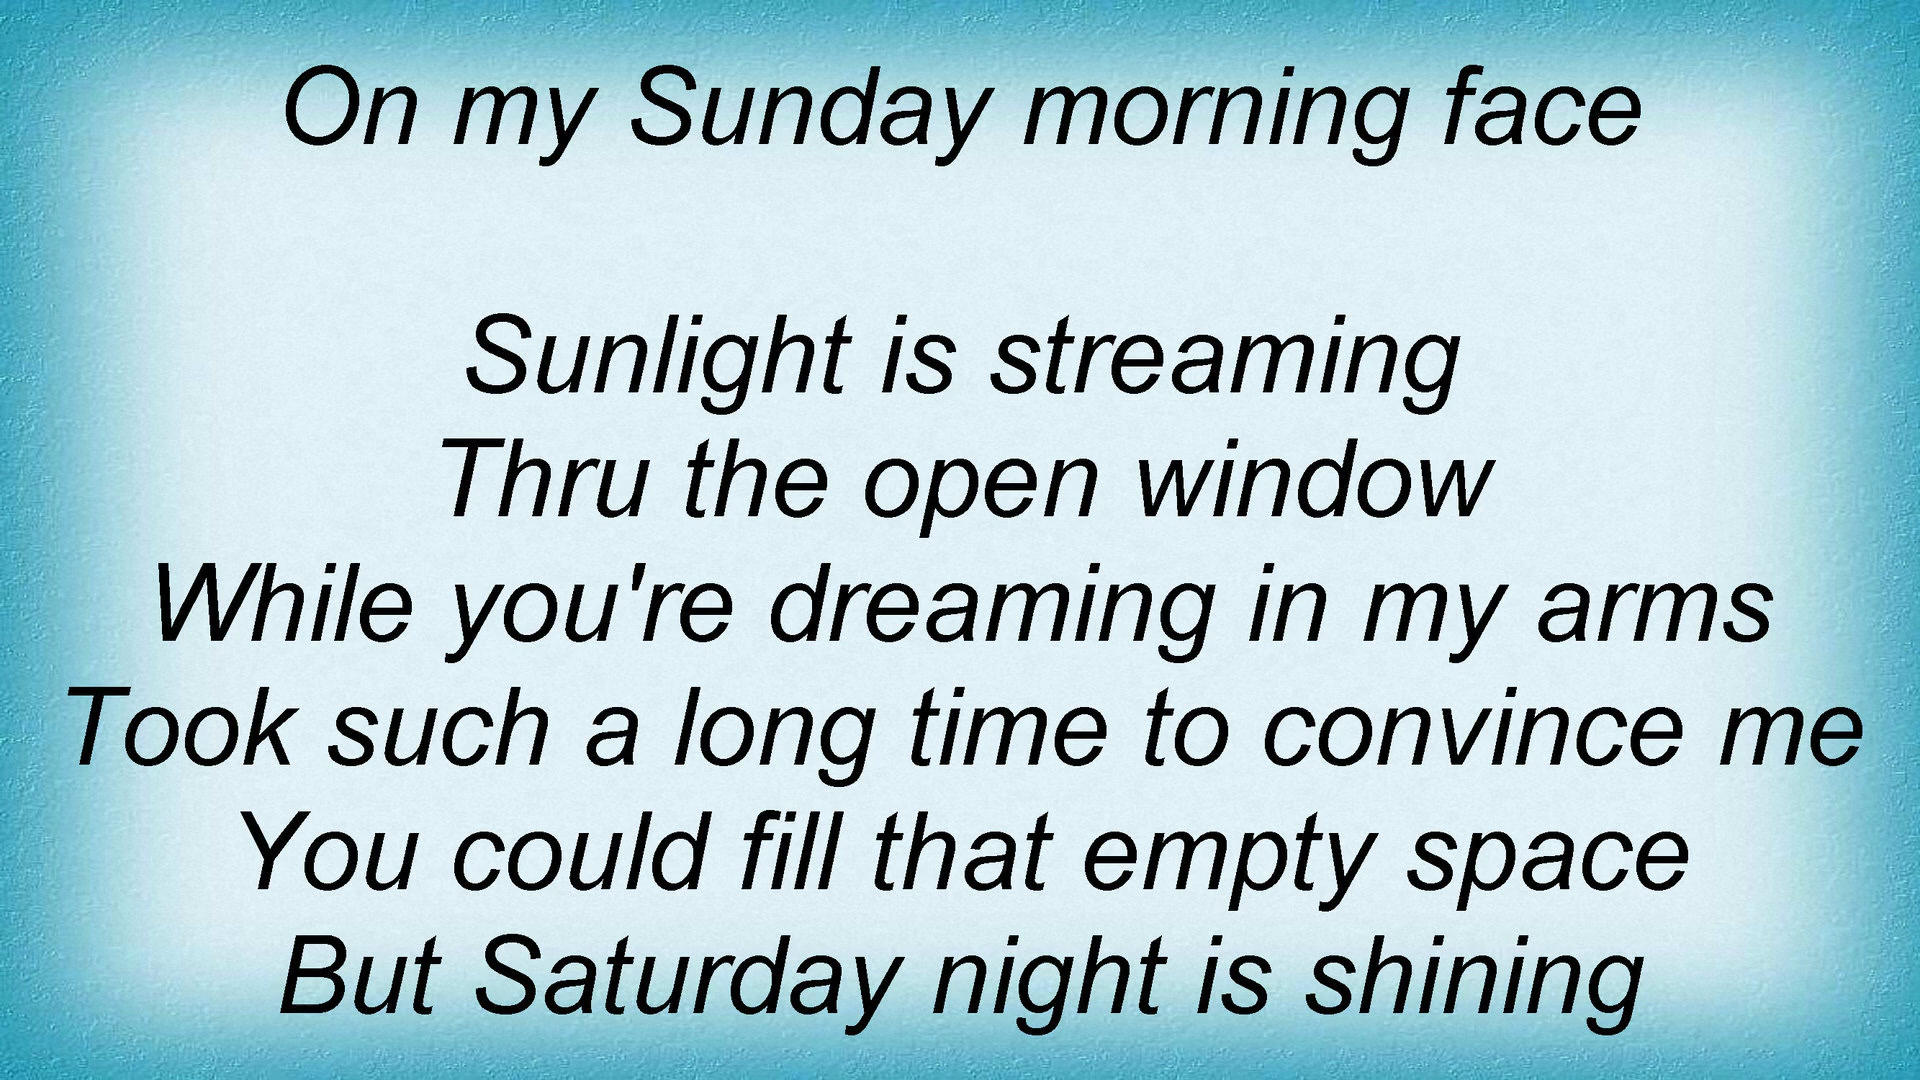 On my Sunday morning face
Sunlight is streaming
Thru the open window
While you're dreaming in my arms
Took such a long time to convince me
You could fill that empty space
But Saturday night is shining